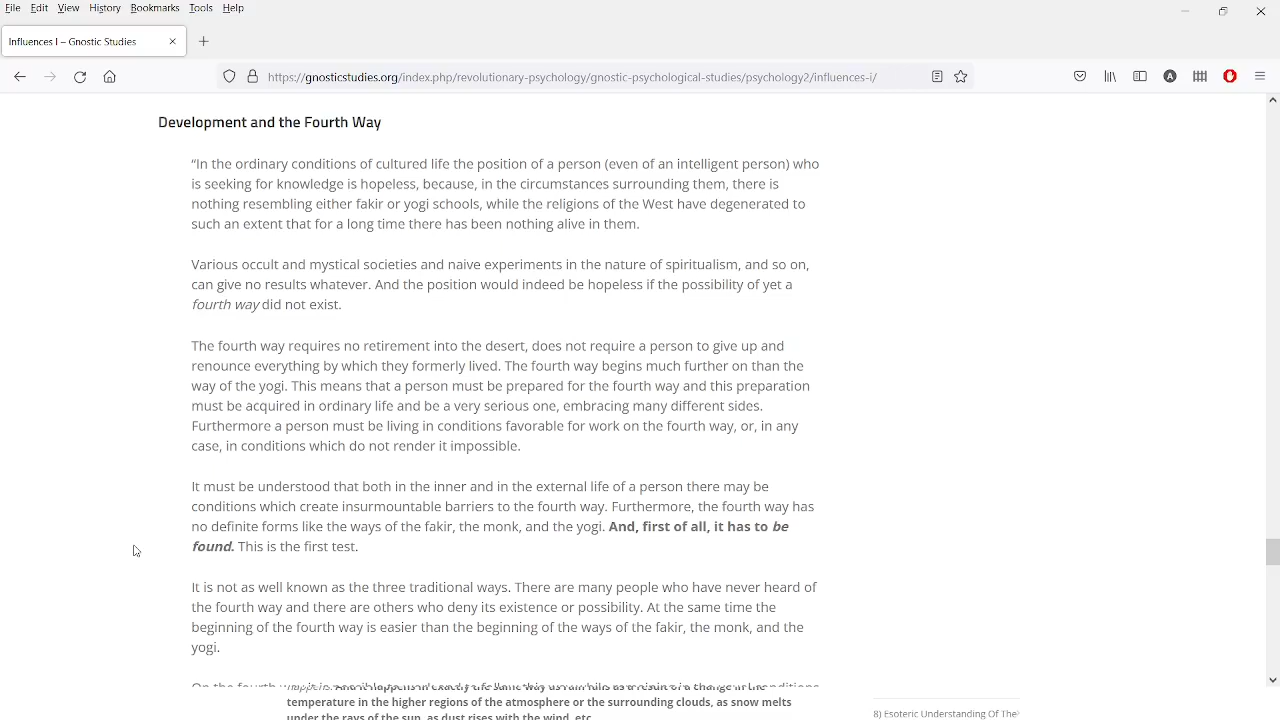 File Edit View History Bookmarks Tools Help
Influences I – Gnostic Studies
https://gnosticstudies.org/index.php/revolutionary-psychology/gnostic-psychological-studies/psychology2/influences-i/
Development and the Fourth Way
“In the ordinary conditions of cultured life the position of a person (even of an intelligent person) who
is seeking for knowledge is hopeless, because, in the circumstances surrounding them, there is
nothing resembling either fakir or yogi schools, while the religions of the West have degenerated to
such an extent that for a long time there has been nothing alive in them.
Various occult and mystical societies and naive experiments in the nature of spiritualism, and so on,
can give no results whatever. And the position would indeed be hopeless if the possibility of yet a
fourth way did not exist.
The fourth way requires no retirement into the desert, does not require a person to give up and
renounce everything by which they formerly lived. The fourth way begins much further on than the
way of the yogi. This means that a person must be prepared for the fourth way and this preparation
must be acquired in ordinary life and be a very serious one, embracing many different sides.
Furthermore a person must be living in conditions favorable for work on the fourth way, or, in any
case, in conditions which do not render it impossible.
It must be understood that both in the inner and in the external life of a person there may be
conditions which create insurmountable barriers to the fourth way. Furthermore, the fourth way has
no definite forms like the ways of the fakir, the monk, and the yogi. And, first of all, it has to be
found. This is the first test.
It is not as well known as the three traditional ways. There are many people who have never heard of
the fourth way and there are others who deny its existence or possibility. At the same time the
beginning of the fourth way is easier than the beginning of the ways of the fakir, the monk, and the
yogi.
On the fourth
temperature in the higher regions of the atmosphere or the surrounding clouds, as snow melts
under the rays of the sun, as dust rises with the wind, etc
8) Esoteric Understanding Of The